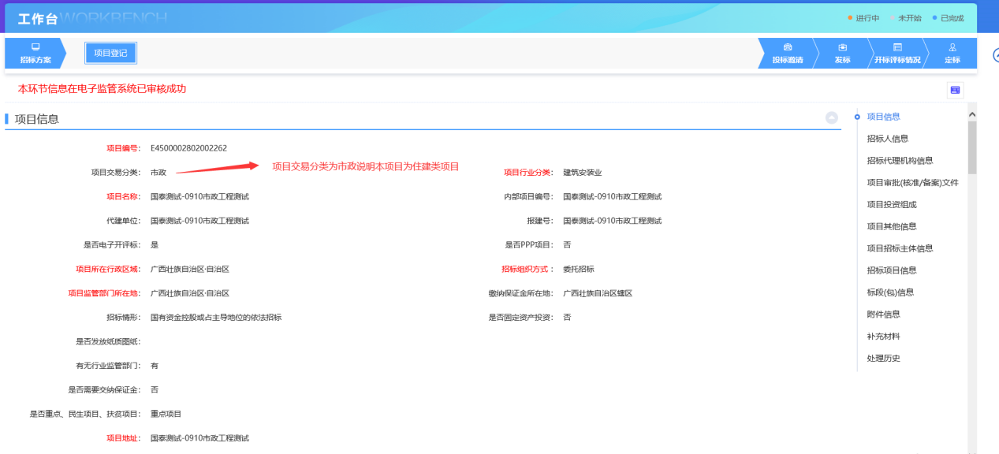 工作台WORKBENCH
进行中 未开始 已完成
招标方案
项目登记
投标邀请
发标
开标评标情况
定标
本环节信息在电子监管系统已审核成功
项目信息
项目编号： E4500002802002262
项目交易分类： 市政
项目交易分类为市政说明本项目为住建类项目
项目行业分类： 建筑安装业
项目名称： 国泰测试-0910市政工程测试
内部项目编号： 国泰测试-0910市政工程测试
代建单位： 国泰测试-0910市政工程测试
报建号： 国泰测试-0910市政工程测试
是否电子开评标： 是
是否PPP项目： 否
项目所在行政区域： 广西壮族自治区·自治区
招标组织方式： 委托招标
项目监管部门所在地： 广西壮族自治区·自治区
缴纳保证金所在地： 广西壮族自治区辖区
招标情形： 国有资金控股或占主导地位的依法招标
是否固定资产投资： 否
是否发放纸质图纸：
有无行业监管部门： 有
是否需要交纳保证金： 否
是否重点、民生项目、扶贫项目： 重点项目
项目地址： 国泰测试-0910市政工程测试
项目信息
招标人信息
招标代理机构信息
项目审批(核准/备案)文件
项目投资组成
项目其他信息
项目招标主体信息
招标项目信息
标段(包)信息
附件信息
补充材料
处理历史